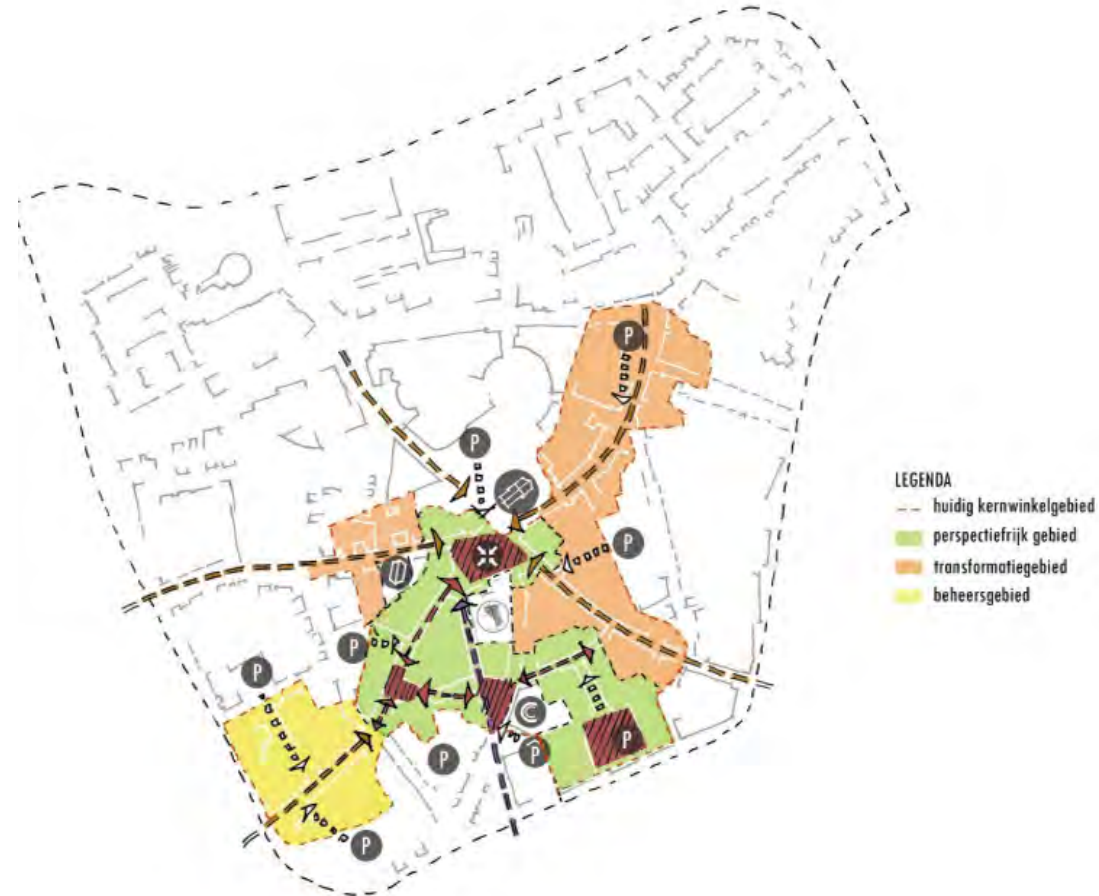 P
P
P
P
P
C
P
P
P
P
LEGENDA
huidig kernwinkelgebied
perspectiefrijk gebied
transformatiegebied
beheersgebied